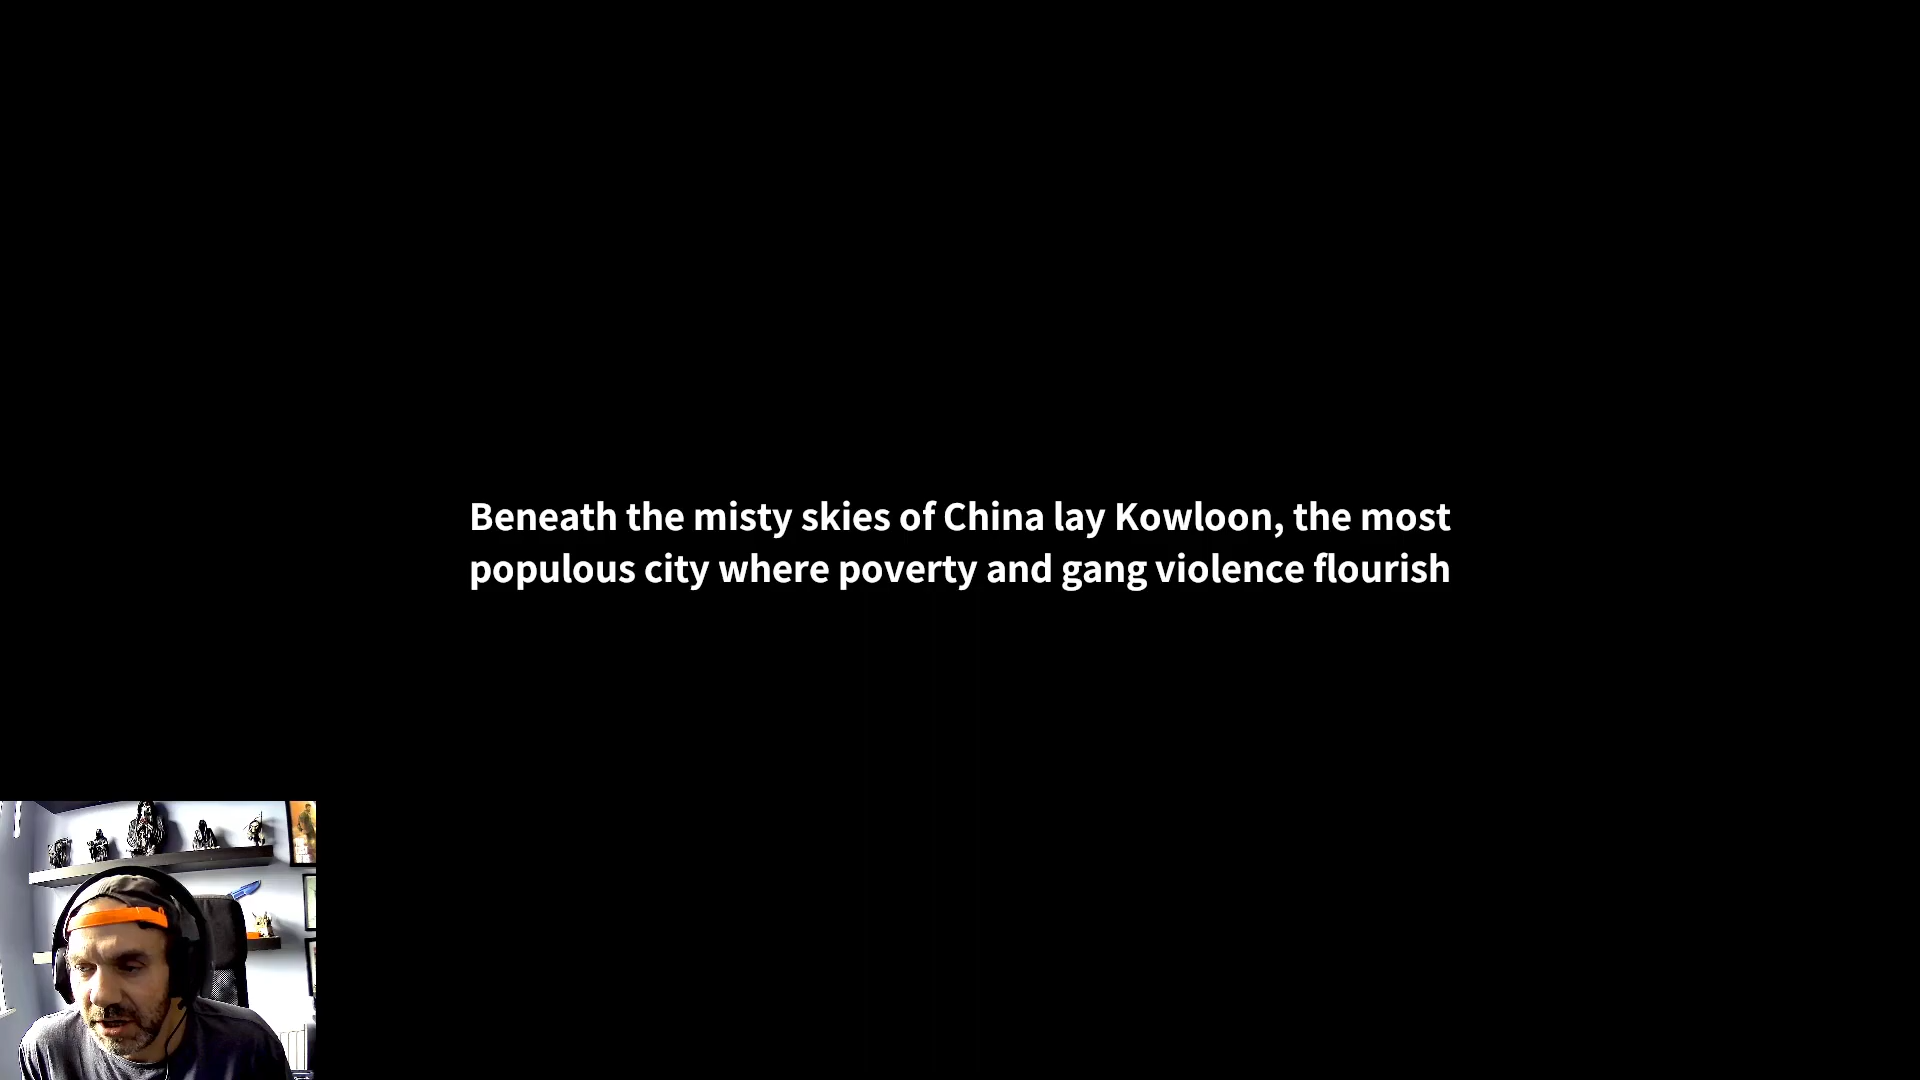 Beneath the misty skies of China lay Kowloon, the most
populous city where poverty and gang violence flourish